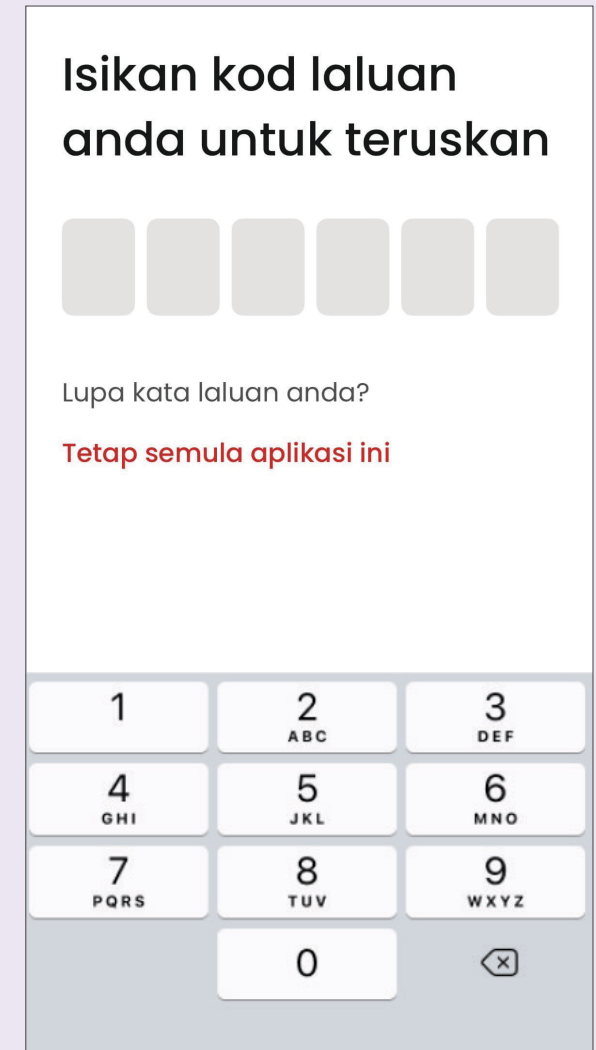 Isikan kod laluan
anda untuk teruskan
Lupa kata laluan anda?
Tetap semula aplikasi ini
1 2 3
ABC DEF
4 5 6
GHI JKL MNO
7 8 9
PQRS TUV WXYZ
0